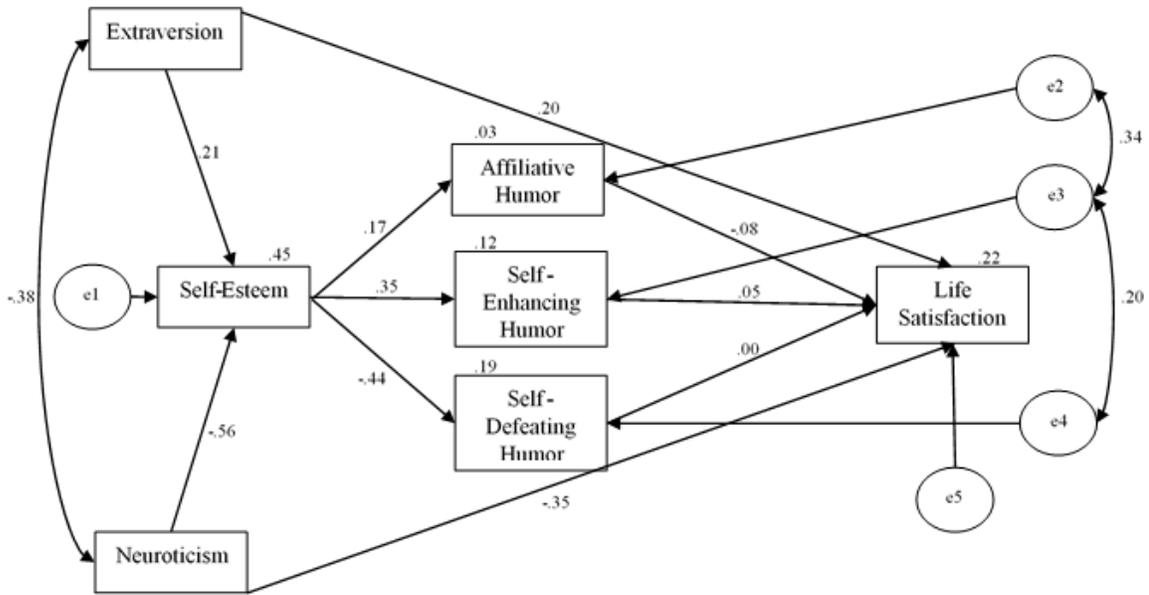 Extraversion
e2
.20
.03
.34
Affiliative
Humor
.21
e3
.17
-.08
.12
.45
.22
Self-
Enhancing
Humor
Self-Esteem
.35
.05
Life
Satisfaction
e1
-.38
.20
.00
.19
-.44
Self-
Defeating
Humor
e4
-.56
-.35
e5
Neuroticism